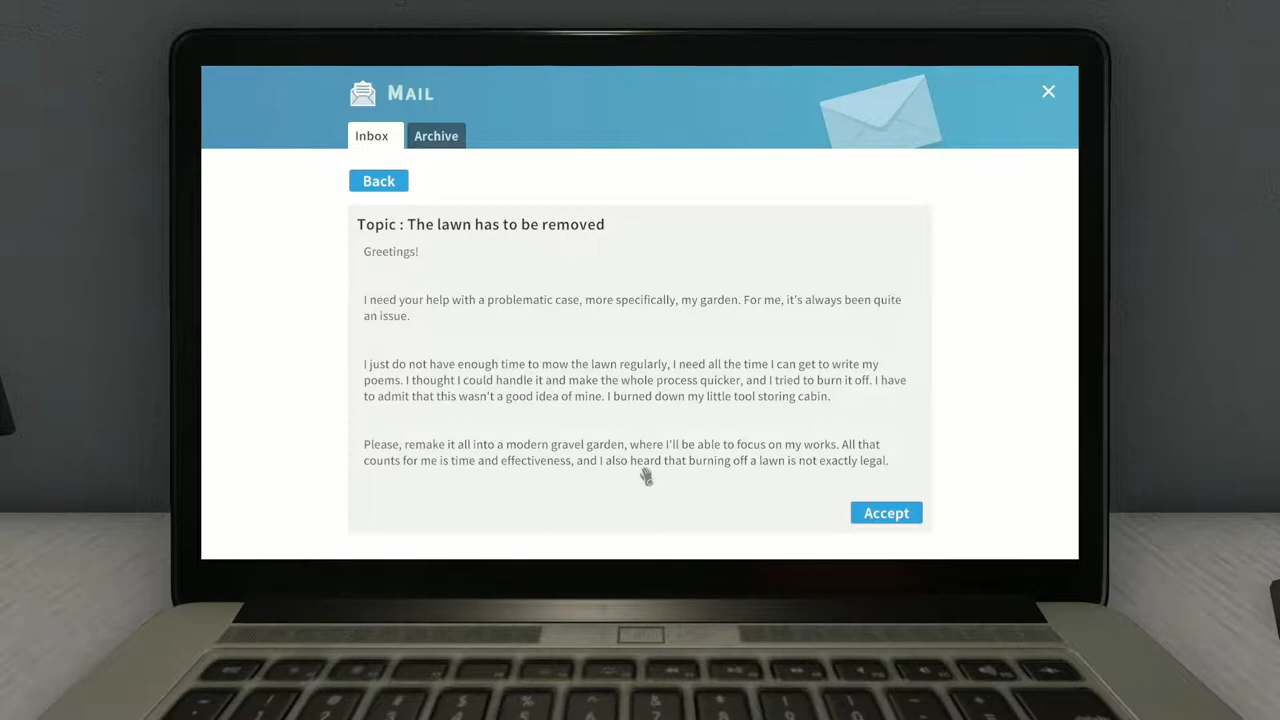 MAIL
Inbox
Archive
Back
Topic : The lawn has to be removed
Greetings!
I need your help with a problematic case, more specifically, my garden. For me, it's always been quite
an issue.
I just do not have enough time to mow the lawn regularly, I need all the time I can get to write my
poems. I thought I could handle it and make the whole process quicker, and I tried to burn it off. I have
to admit that this wasn't a good idea of mine. I burned down my little tool storing cabin.
Please, remake it all into a modern gravel garden, where I'll be able to focus on my works. All that
counts for me is time and effectiveness, and I also heard that burning off a lawn is not exactly legal.
Accept